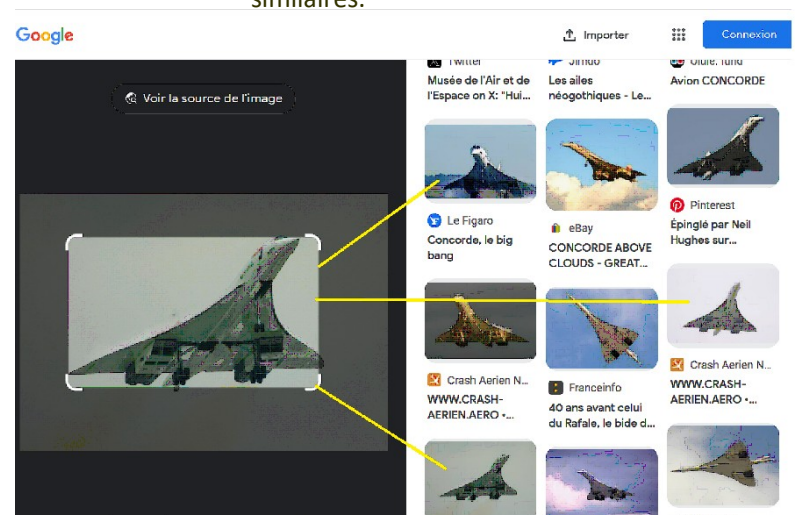 similaires.
Google
Importer
Connexion
Voir la source de l'image
Twitter
Musée de l'Air et de
l'Espace on X: "Hui...
Jimdo
Les ailes
néogothiques - Le...
Avion CONCORDE
Le Figaro
Concorde, le big
bang
eBay
CONCORDE ABOVE
CLOUDS - GREAT...
Pinterest
Épinglé par Neil
Hughes sur...
Crash Aerien N...
WWW.CRASH-
AERIEN.AERO •...
Franceinfo
40 ans avant celui
du Rafale, le bide d...
Crash Aerien N...
WWW.CRASH-
AERIEN.AERO •...